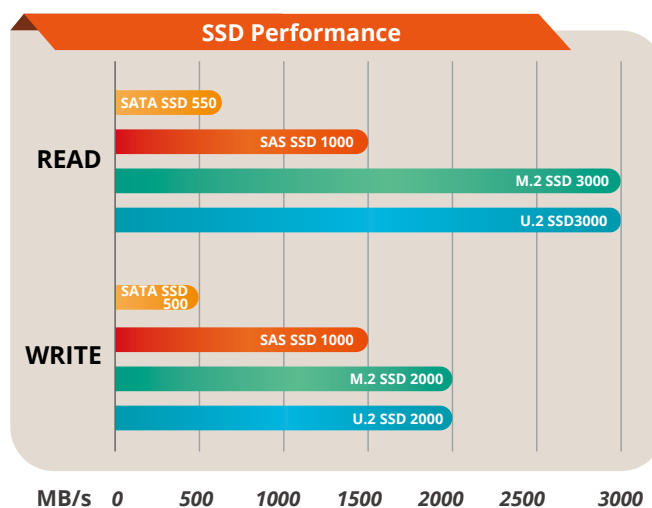 SSD Performance
READ
SATA SSD 550
SAS SSD 1000
M.2 SSD 3000
U.2 SSD3000
WRITE
SATA SSD
500
SAS SSD 1000
M.2 SSD 2000
U.2 SSD 2000
MB/s 0 500 1000 1500 2000 2500 3000